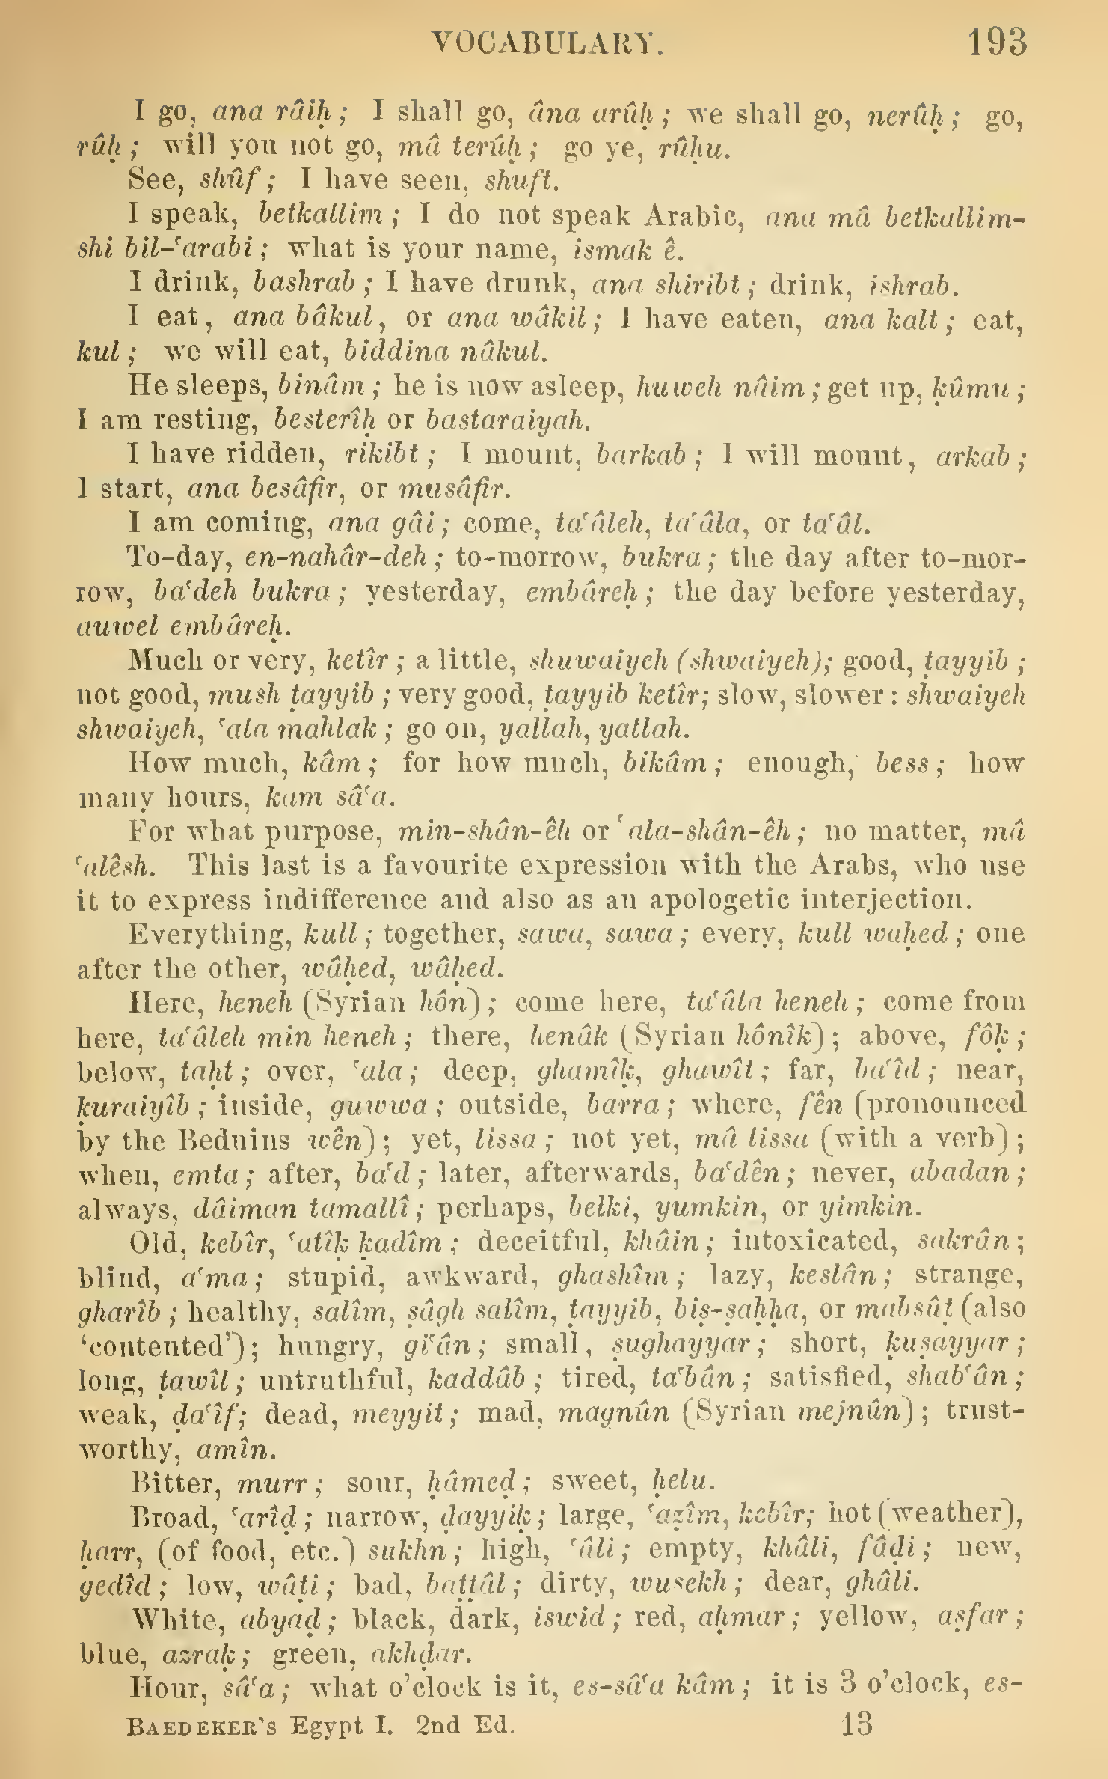 VOCABULARY. 193
I go, ana râiḥ; I shall go, âna arûḥ; we shall go, nerûḥ; go,
rûḥ; will you not go, mâ terûḥ; go ye, rûḥu.
See, shûf; I have seen, shuft.
I speak, betkallim; I do not speak Arabic, ana mâ betkallim-
shi bil-ʿarabi; what is your name, ismak ê.
I drink, bashrab; I have drunk, ana shiribt; drink, ishrab.
I eat, ana bâkul, or ana wâkil; I have eaten, ana kalt; eat,
kul; we will eat, biddina nâkul.
He sleeps, binâm; he is now asleep, huweh nâim; get up, ḳûmu;
I am resting, besterîḥ or bastaraiyaḥ.
I have ridden, rikibt; I mount, barkab; I will mount, arkab;
I start, ana besâfir, or musâfir.
I am coming, ana gâi; come, taʿâleh, taʿâla, or taʿâl.
To-day, en-nahâr-deh; to-morrow, bukra; the day after to-mor-
row, baʿdeh bukra; yesterday, embâreḥ; the day before yesterday,
auwel embâreḥ.
Much or very, ketîr; a little, shuwaiyeh (shwaiyeh); good, ṭayyib;
not good, mush ṭayyib; very good, ṭayyib ketîr; slow, slower: shwaiyeh
shwaiyeh, ʿala mahlak; go on, yallah, yallah.
How much, kâm; for how much, bikâm; enough, bess; how
many hours, kam sâʿa.
For what purpose, min-shân-êh or ʿala-shân-êh; no matter, mâ
ʿalêsh. This last is a favourite expression with the Arabs, who use
it to express indifference and also as an apologetic interjection.
Everything, kull; together, sawa, sawa; every, kull waḥed; one
after the other, wâḥed, wâḥed.
Here, heneh (Syrian hôn); come here, taʿâla heneh; come from
here, taʿâleh min heneh; there, henâk (Syrian hônîk); above, fôḳ;
below, taḥt; over, ʿala; deep, ghamîḳ, ghawîṭ; far, baʿîd; near,
ḳuraiyîb; inside, guwwa; outside, barra; where, fên (pronounced
by the Beduins wên); yet, lissa; not yet, mâ lissa (with a verb);
when, emta; after, baʿd; later, afterwards, baʿdên; never, abadan;
always, dâiman tamallî; perhaps, belki, yumkin, or yimkin.
Old, kebîr, ʿatîḳ ḳadîm; deceitful, khâin; intoxicated, sakrân;
blind, aʿma; stupid, awkward, ghashîm; lazy, keslân; strange,
gharîb; healthy, salîm, ṣâgh salîm, ṭayyib, biṣ-ṣaḥḥa, or mabsûṭ (also
‘contented’); hungry, giʿân; small, ṣughayyar; short, ḳuṣayyar;
long, ṭawîl; untruthful, kaddâb; tired, taʿbân; satisfied, shabʿân;
weak, ḍaʿîf; dead, meyyit; mad, magnûn (Syrian mejnûn); trust-
worthy, amîn.
Bitter, murr; sour, ḥâmeḍ; sweet, ḥelu.
Broad, ʿarîḍ; narrow, ḍayyiḳ; large, ʿaẓîm, kebîr; hot (weather),
ḥarr, (of food, etc.) sukhn; high, ʿâli; empty, khâli, fâḍi; new,
gedîd; low, wâṭi; bad, baṭṭâl; dirty, wusekh; dear, ghâli.
White, abyaḍ; black, dark, iswid; red, aḥmar; yellow, aṣfar;
blue, azraḳ; green, akhḍar.
Hour, sâʿa; what o’clock is it, es-sâʿa kâm; it is 3 o’clock, es-
BAEDEKER’S Egypt I. 2nd Ed. 13